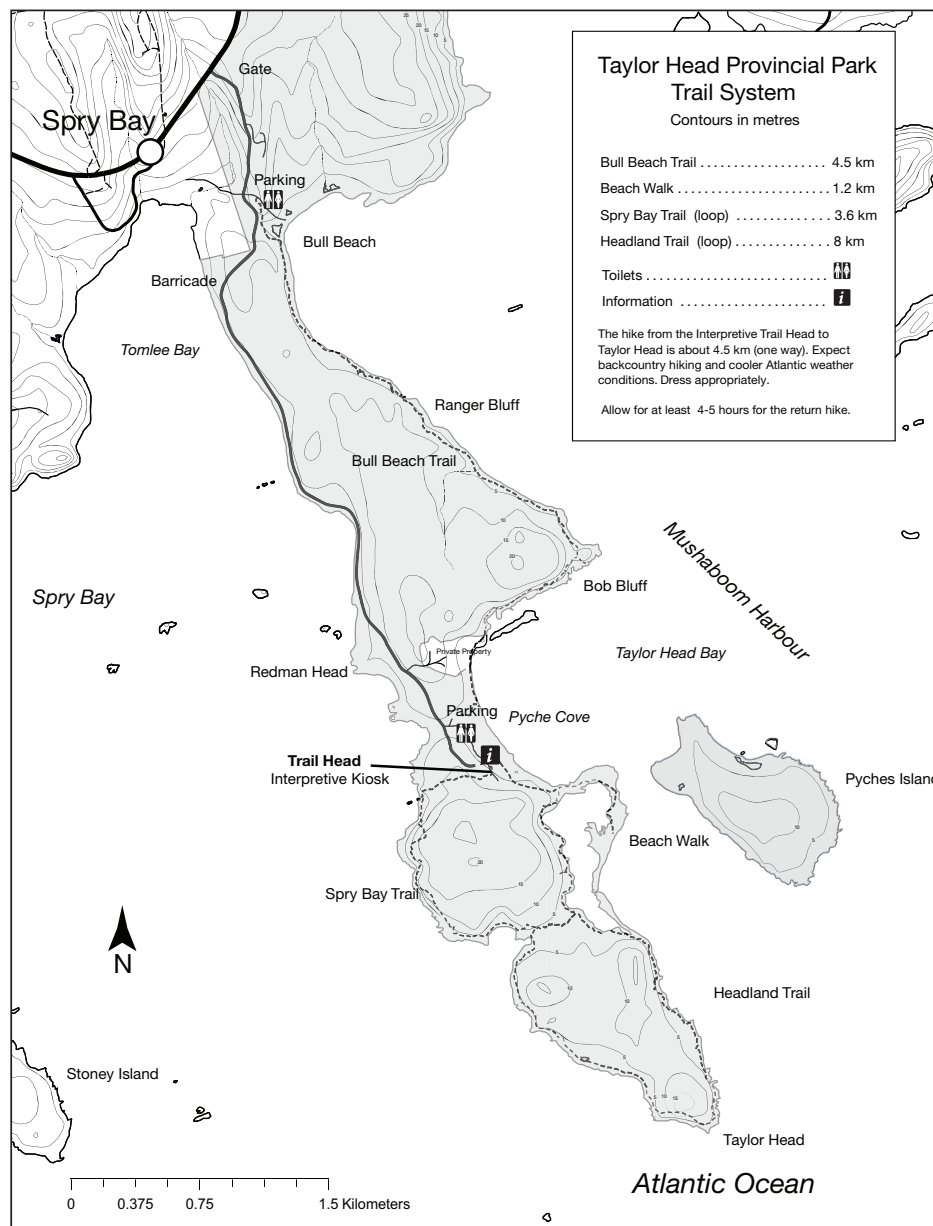 Taylor Head Provincial Park
Trail System
Contours in metres
Bull Beach Trail . . . . . . . . . . . . . . . . . . . 4.5 km
Beach Walk . . . . . . . . . . . . . . . . . . . . . . . 1.2 km
Spry Bay Trail (loop) . . . . . . . . . . . . . . 3.6 km
Headland Trail (loop) . . . . . . . . . . . . . 8 km
Toilets . . . . . . . . . . . . . . . . . . . . . . . . . . .
Information . . . . . . . . . . . . . . . . . . . . . . i
The hike from the Interpretive Trail Head to
Taylor Head is about 4.5 km (one way). Expect
backcountry hiking and cooler Atlantic weather
conditions. Dress appropriately.
Allow for at least 4-5 hours for the return hike.
Gate
Spry Bay
Parking
Bull Beach
Barricade
Tomlee Bay
Ranger Bluff
Bull Beach Trail
Mushaboom Harbour
Bob Bluff
Spry Bay
Private Property
Taylor Head Bay
Redman Head
Parking
Pyche Cove
i
Trail Head
Interpretive Kiosk
Pyches Island
Beach Walk
Spry Bay Trail
N
Headland Trail
Stoney Island
Taylor Head
Atlantic Ocean
0 0.375 0.75 1.5 Kilometers